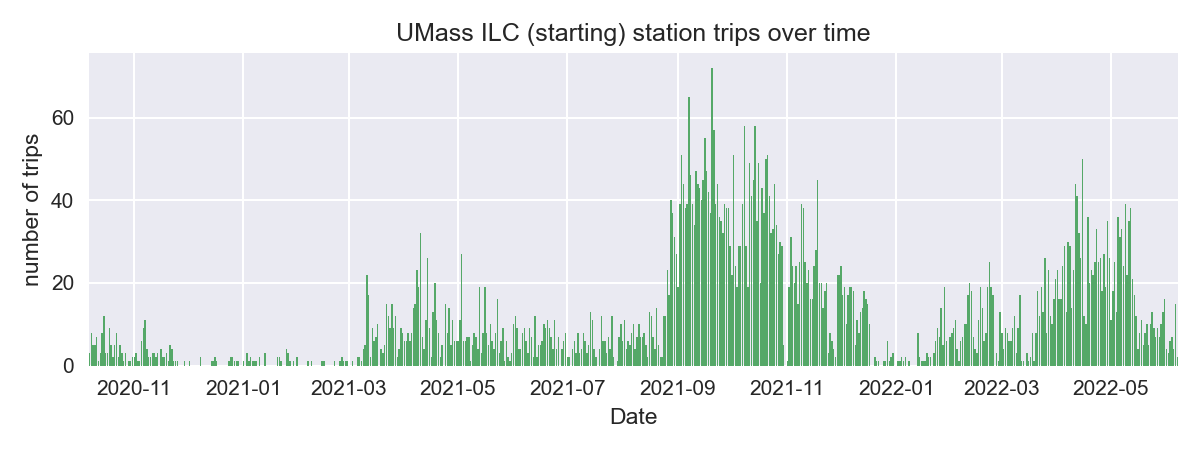 UMass ILC (starting) station trips over time
number of trips
60
40
20
0
2020-11 2021-01 2021-03 2021-05 2021-07 2021-09 2021-11 2022-01 2022-03 2022-05
Date